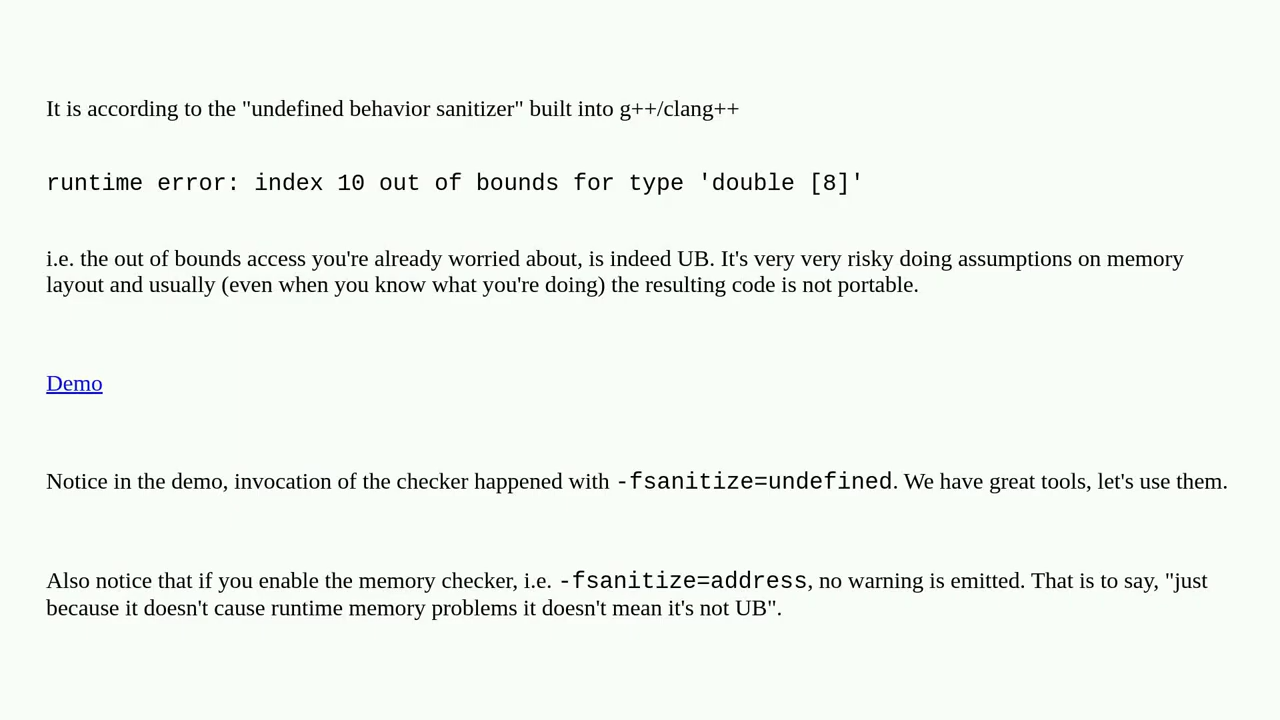 It is according to the "undefined behavior sanitizer" built into g++/clang++
runtime error: index 10 out of bounds for type 'double [8]'
i.e. the out of bounds access you're already worried about, is indeed UB. It's very very risky doing assumptions on memory
layout and usually (even when you know what you're doing) the resulting code is not portable.
Demo
Notice in the demo, invocation of the checker happened with -fsanitize=undefined. We have great tools, let's use them.
Also notice that if you enable the memory checker, i.e. -fsanitize=address, no warning is emitted. That is to say, "just
because it doesn't cause runtime memory problems it doesn't mean it's not UB".